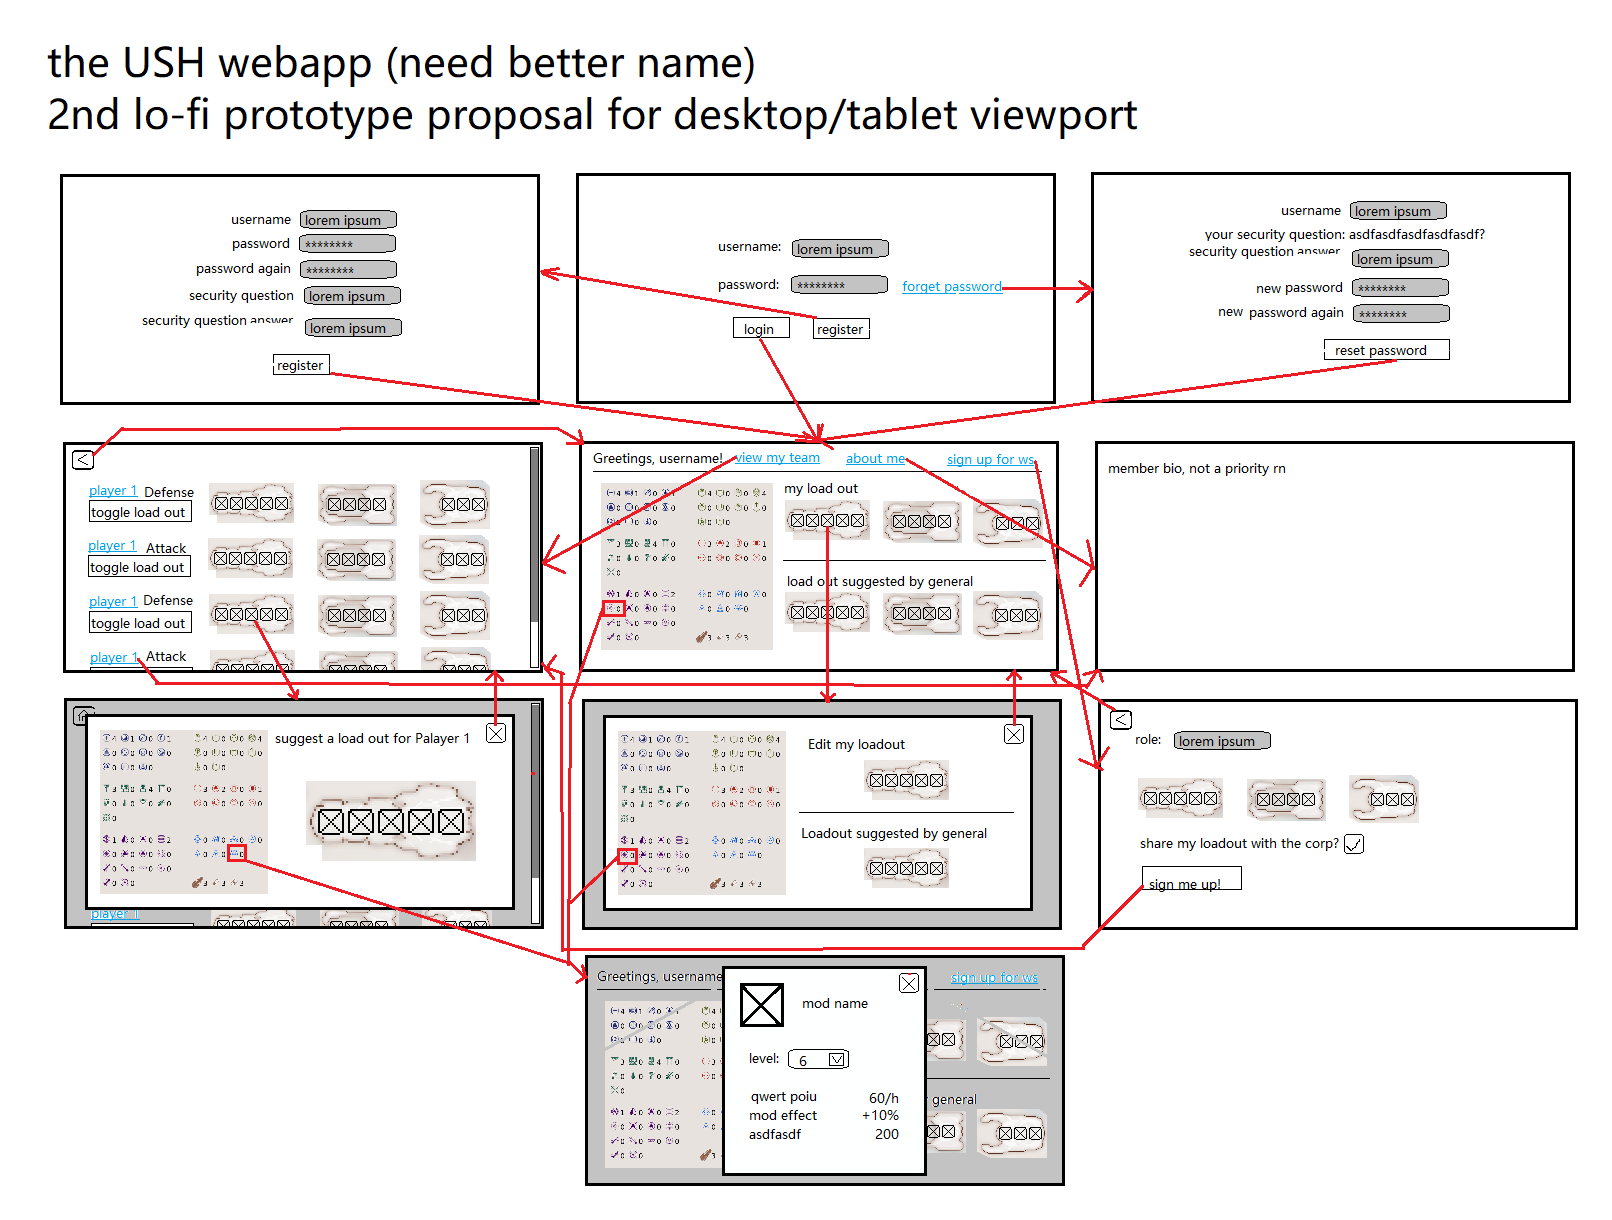 the USH webapp (need better name)
2nd lo-fi prototype proposal for desktop/tablet viewport
username lorem ipsum
password ********
password again ********
security question lorem ipsum
security question answer lorem ipsum
register
username: lorem ipsum
password: ******** forget password
login register
username lorem ipsum
your security question: asdfasdfasdfasdfasdf?
security question answer lorem ipsum
new password ********
new password again ********
reset password
<
player 1 Defense
toggle load out
player 1 Attack
toggle load out
player 1 Defense
toggle load out
player 1 Attack
Greetings, username! view my team about me sign up for ws
my load out
load out suggested by general
member bio, not a priority rn
suggest a load out for Palayer 1
player 1
Edit my loadout
Loadout suggested by general
<
role: lorem ipsum
share my loadout with the corp?
sign me up!
Greetings, username sign up for ws
general
mod name
level: 6
qwert poiu 60/h
mod effect +10%
asdfasdf 200